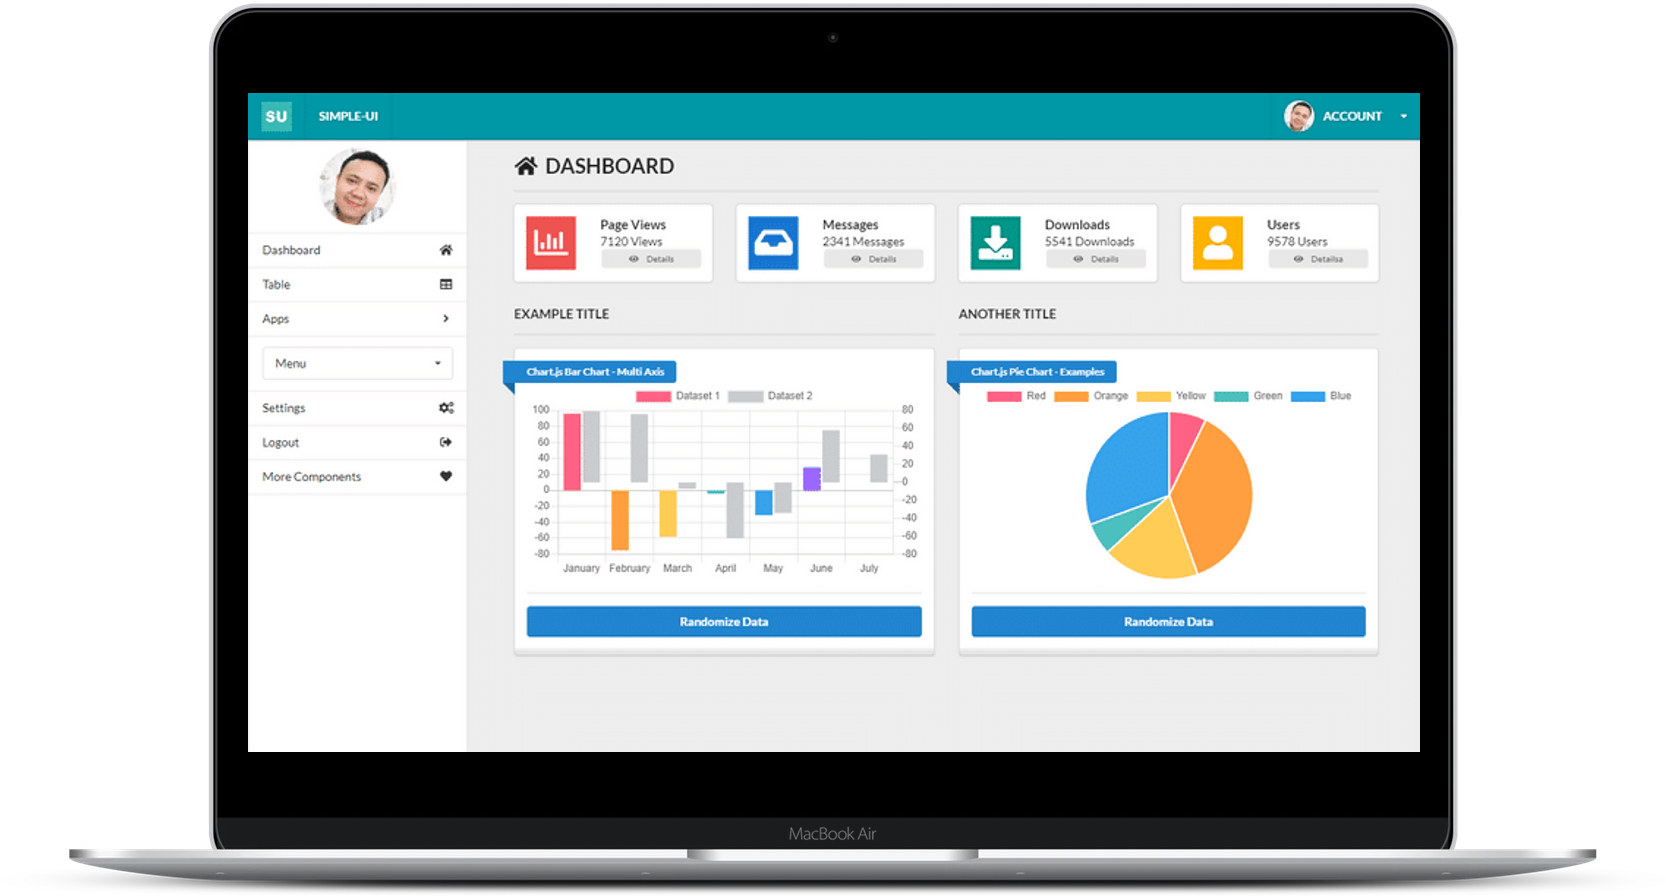 SU SIMPLE-UI ACCOUNT
DASHBOARD
Dashboard
Table
Apps
Menu
Settings
Logout
More Components
Page Views
7120 Views
Details
Messages
2341 Messages
Details
Downloads
5541 Downloads
Details
Users
9578 Users
Detailsa
EXAMPLE TITLE
Chart.js Bar Chart - Multi Axis
Dataset 1 Dataset 2
100 80
80 60
60 40
40 20
20 0
0 -20
-20 -40
-40 -60
-60 -80
-80
January February March April May June July
Randomize Data
ANOTHER TITLE
Chart.js Pie Chart - Examples
Red Orange Yellow Green Blue
Randomize Data
MacBook Air